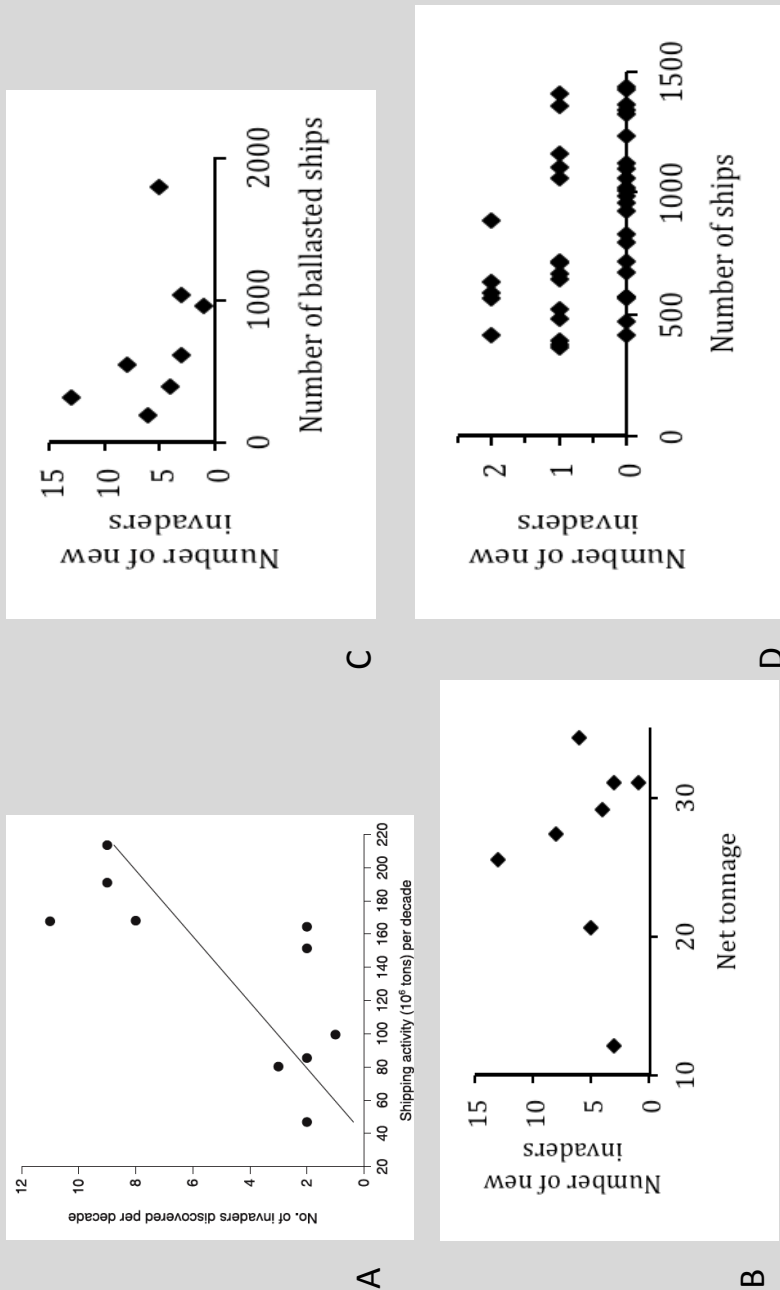 A
12
10
8
6
4
2
0
No. of invaders discovered per decade
20 40 60 80 100 120 140 160 180 200 220
Shipping activity (10⁶ tons) per decade
B
15
10
5
0
Number of new
invaders
10 20 30
Net tonnage
C
15
10
5
0
Number of new
invaders
0 1000 2000
Number of ballasted ships
D
2
1
0
Number of new
invaders
0 500 1000 1500
Number of ships